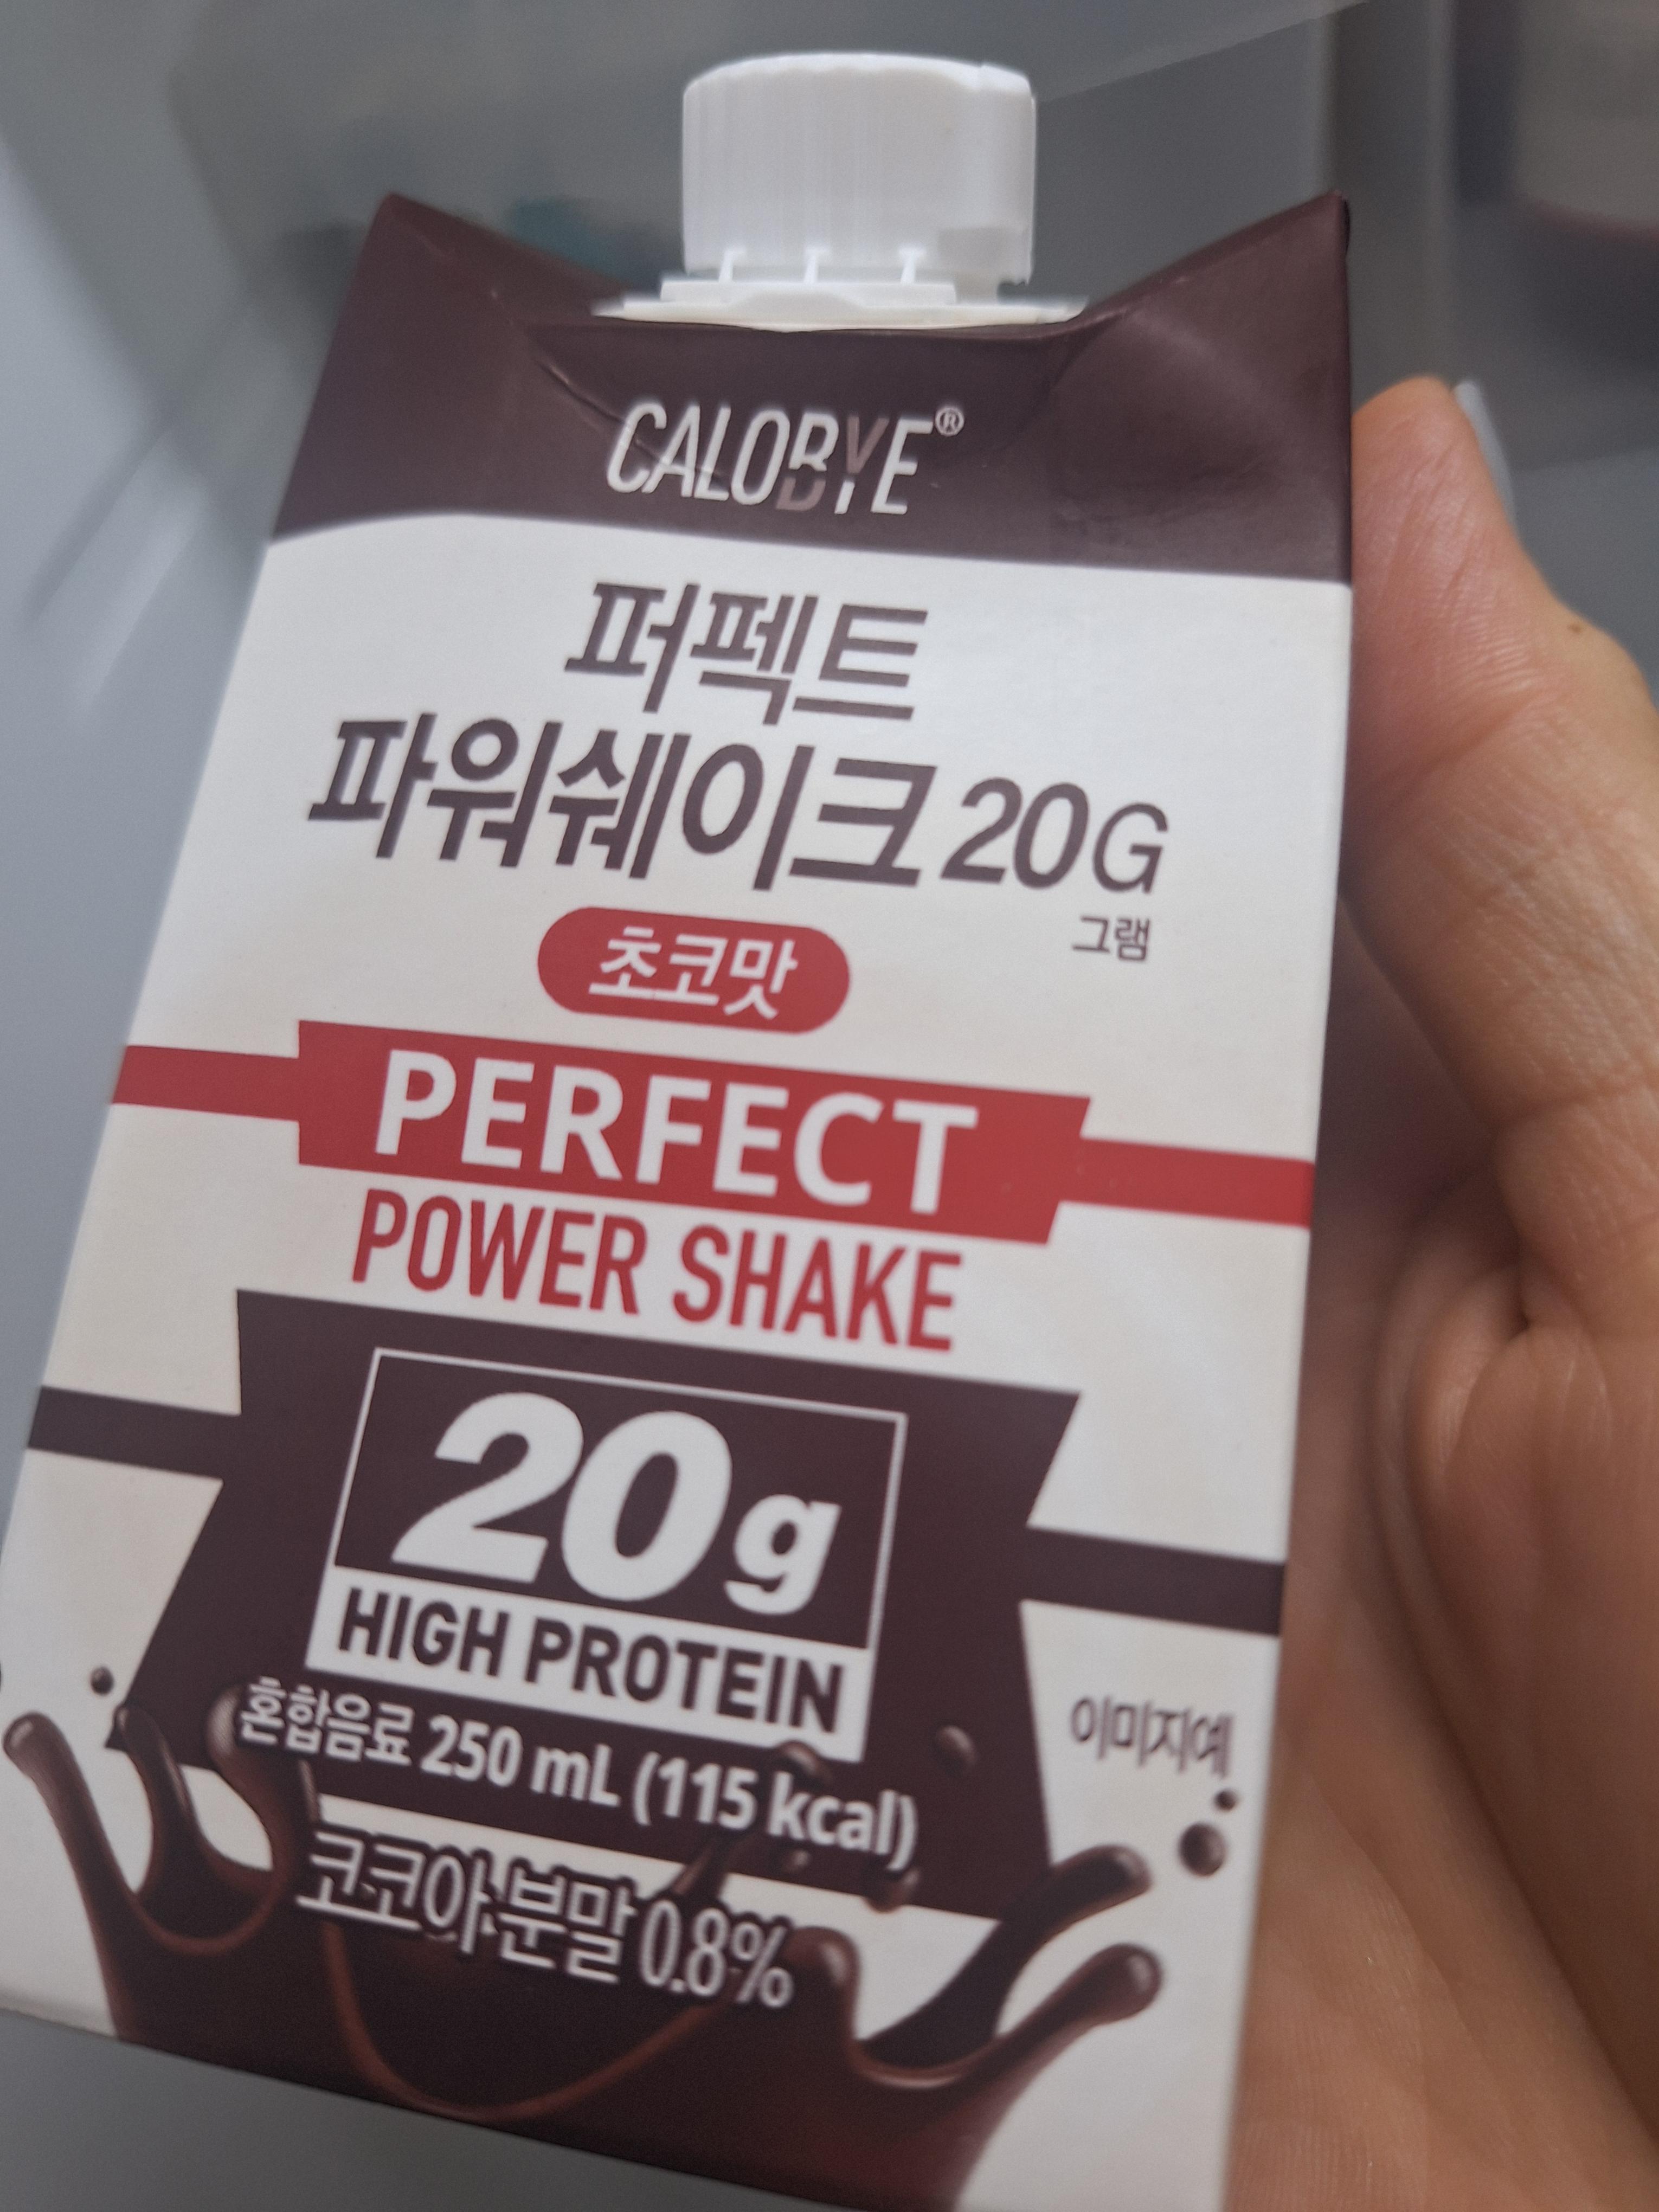 CALOBYE®
퍼펙트
파워쉐이크 20G
그램
초코맛
PERFECT
POWER SHAKE
20g
HIGH PROTEIN
혼합음료 250 mL (115 kcal)
이미지예
코코아분말 0.8%